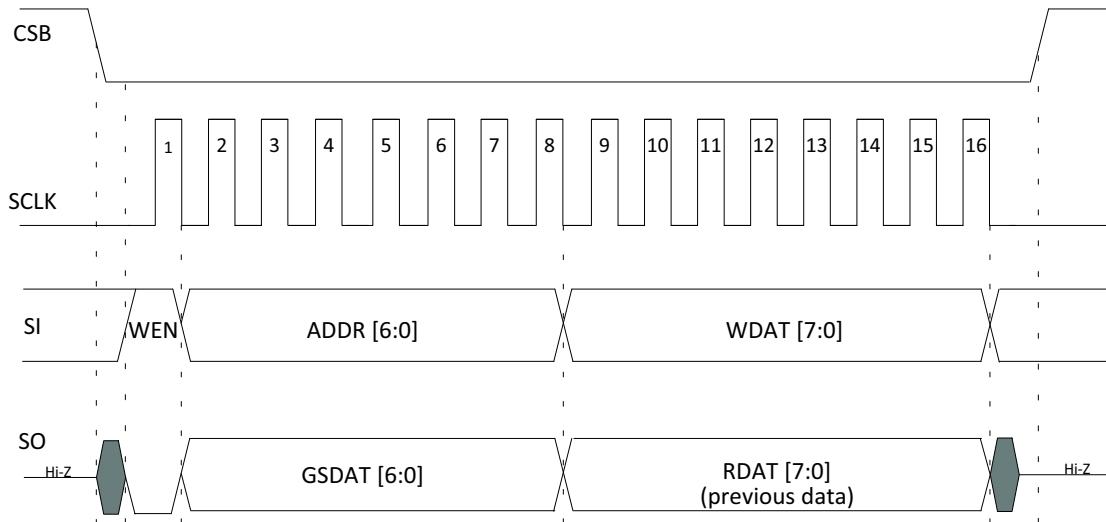 CSB
1 2 3 4 5 6 7 8 9 10 11 12 13 14 15 16
SCLK
SI WEN ADDR [6:0] WDAT [7:0]
SO
Hi-Z GSDAT [6:0] RDAT [7:0] Hi-Z
(previous data)